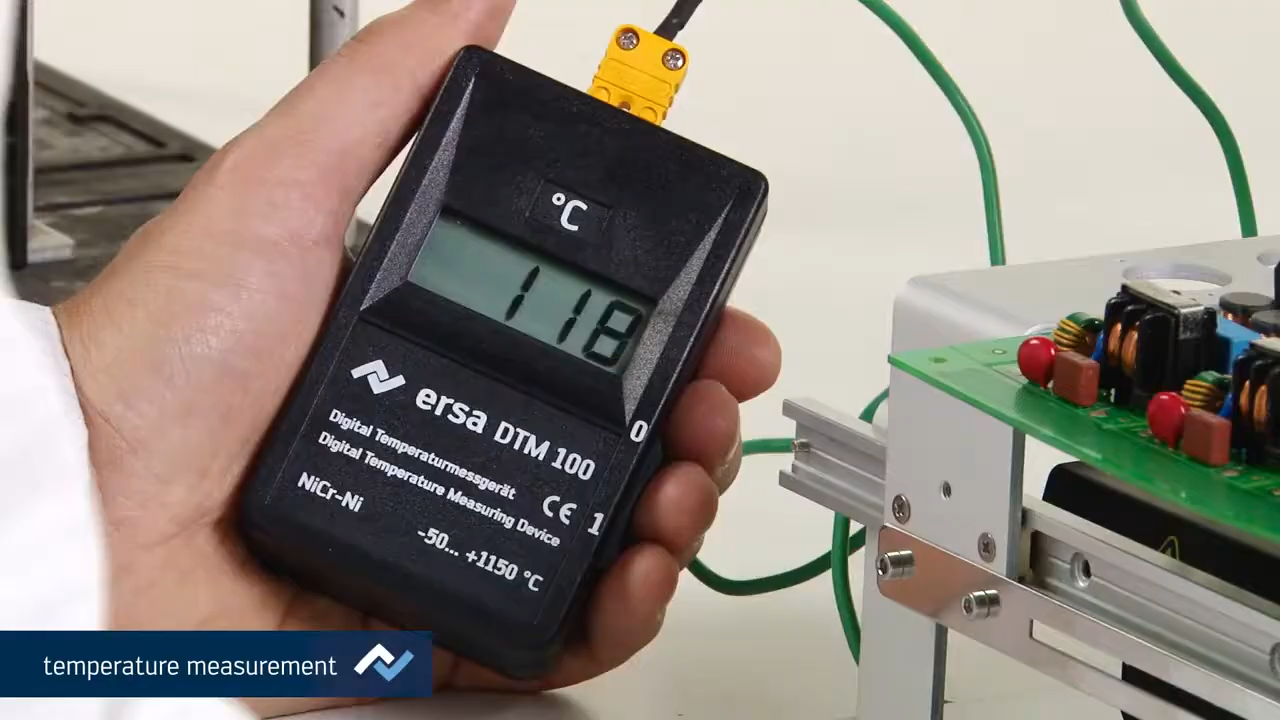 °C
118
ersa DTM 100
0
Digital Temperaturmessgerät
Digital Temperature Measuring Device
CE
1
NiCr-Ni
-50... +1150 °C
temperature measurement